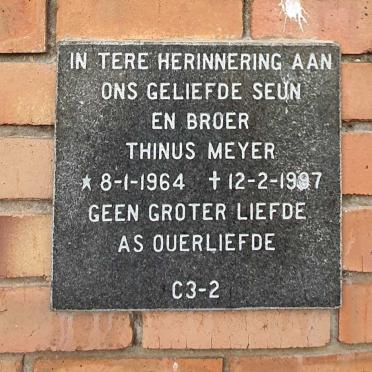 IN TERE HERINNERING AAN
ONS GELIEFDE SEUN
EN BROER
THINUS MEYER
★ 8-1-1964 ✝ 12-2-1997
GEEN GROTER LIEFDE
AS OUERLIEFDE
C3-2